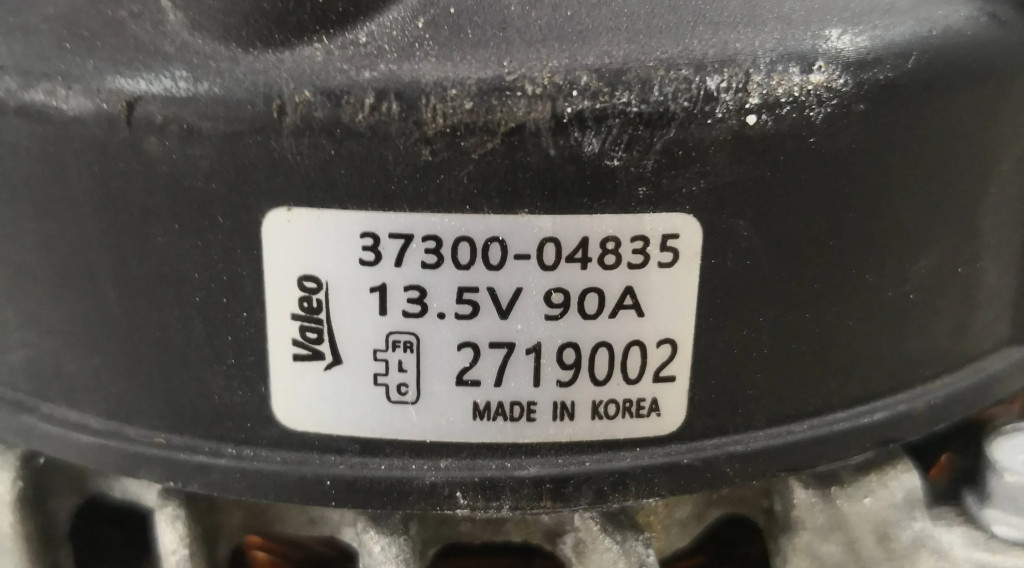 37300-04835
13.5V 90A
Valeo
FR
L
C
2719002
MADE IN KOREA